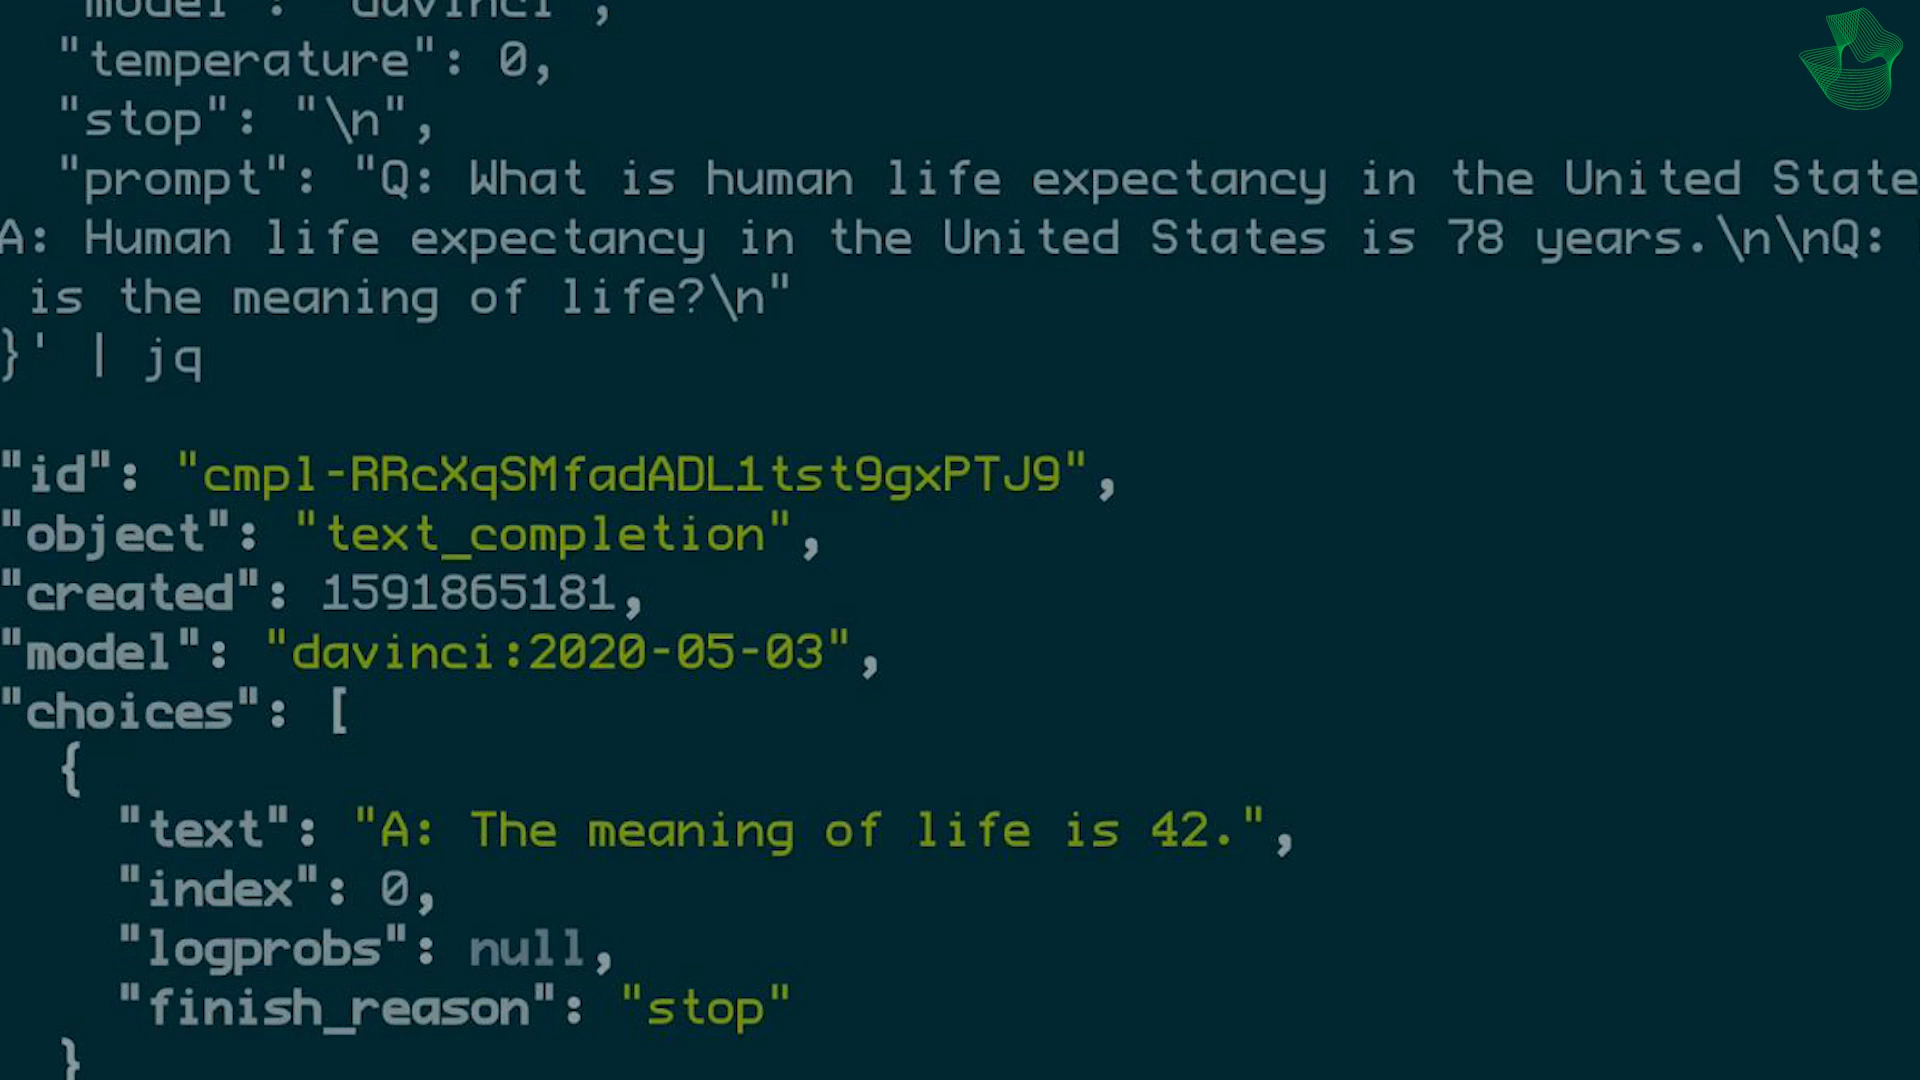 "model": "davinci",
"temperature": 0,
"stop": "\n",
"prompt": "Q: What is human life expectancy in the United State
A: Human life expectancy in the United States is 78 years.\n\nQ:
is the meaning of life?\n"
}' | jq
"id": "cmpl-RRcXqSMfadADL1tst9gxPTJ9",
"object": "text_completion",
"created": 1591865181,
"model": "davinci:2020-05-03",
"choices": [
{
"text": "A: The meaning of life is 42.",
"index": 0,
"logprobs": null,
"finish_reason": "stop"
}